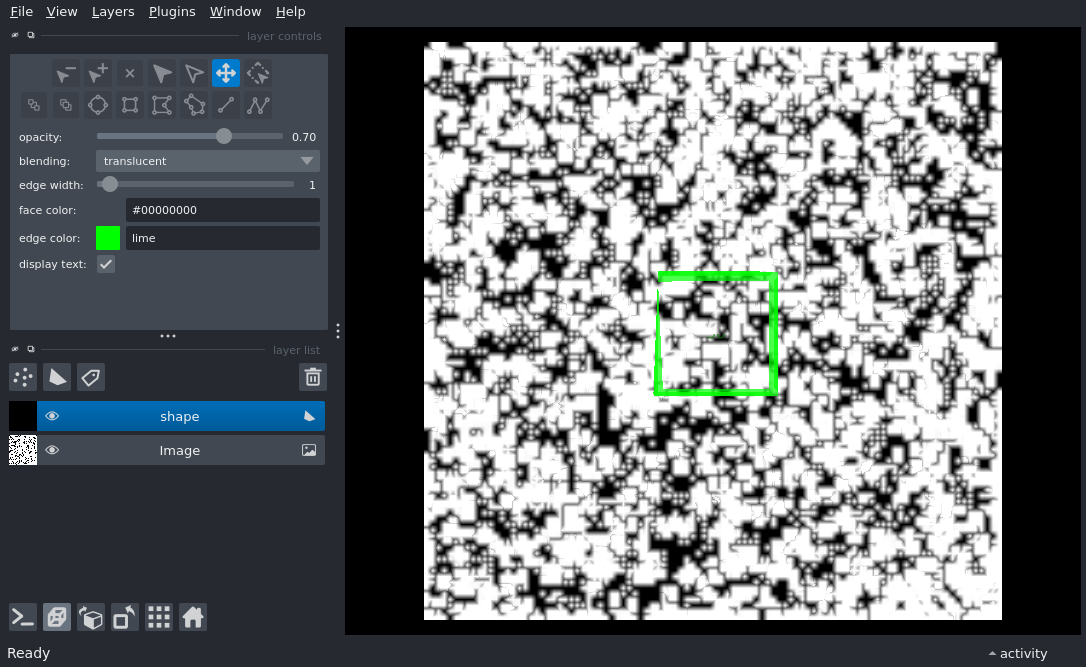 File View Layers Plugins Window Help
layer controls
opacity: 0.70
blending: translucent
edge width: 1
face color: #00000000
edge color: lime
display text:
layer list
shape
Image
Ready
activity